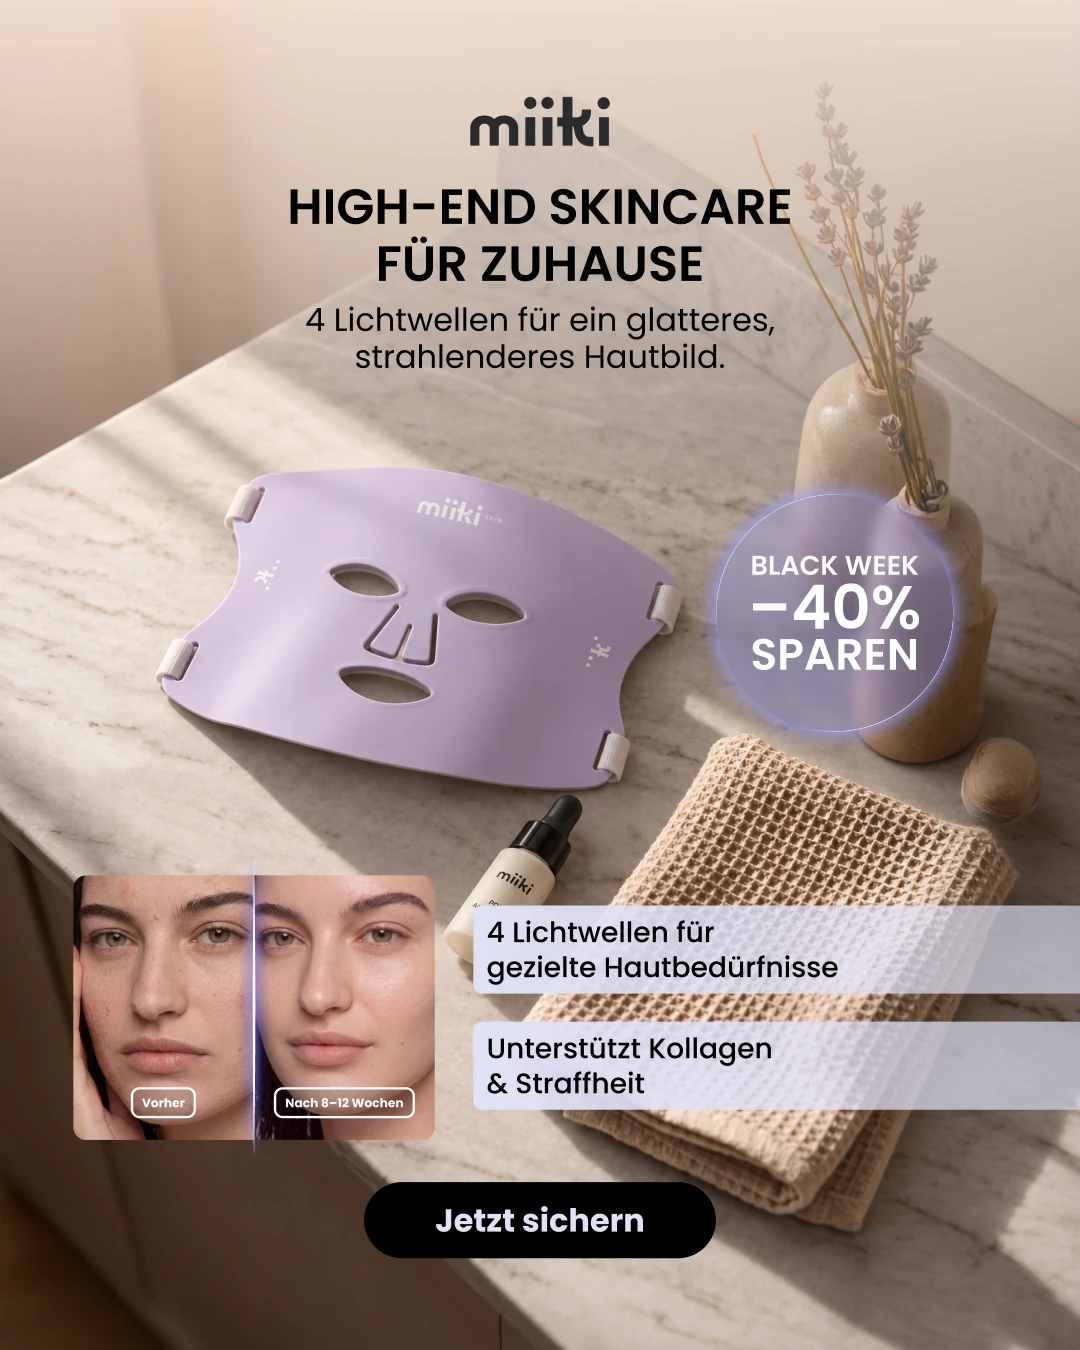 miiki
HIGH-END SKINCARE
FÜR ZUHAUSE
4 Lichtwellen für ein glatteres,
strahlenderes Hautbild.
miiki SKIN
BLACK WEEK
–40%
SPAREN
miiki
4 Lichtwellen für
gezielte Hautbedürfnisse
Unterstützt Kollagen
& Straffheit
Vorher
Nach 8–12 Wochen
Jetzt sichern